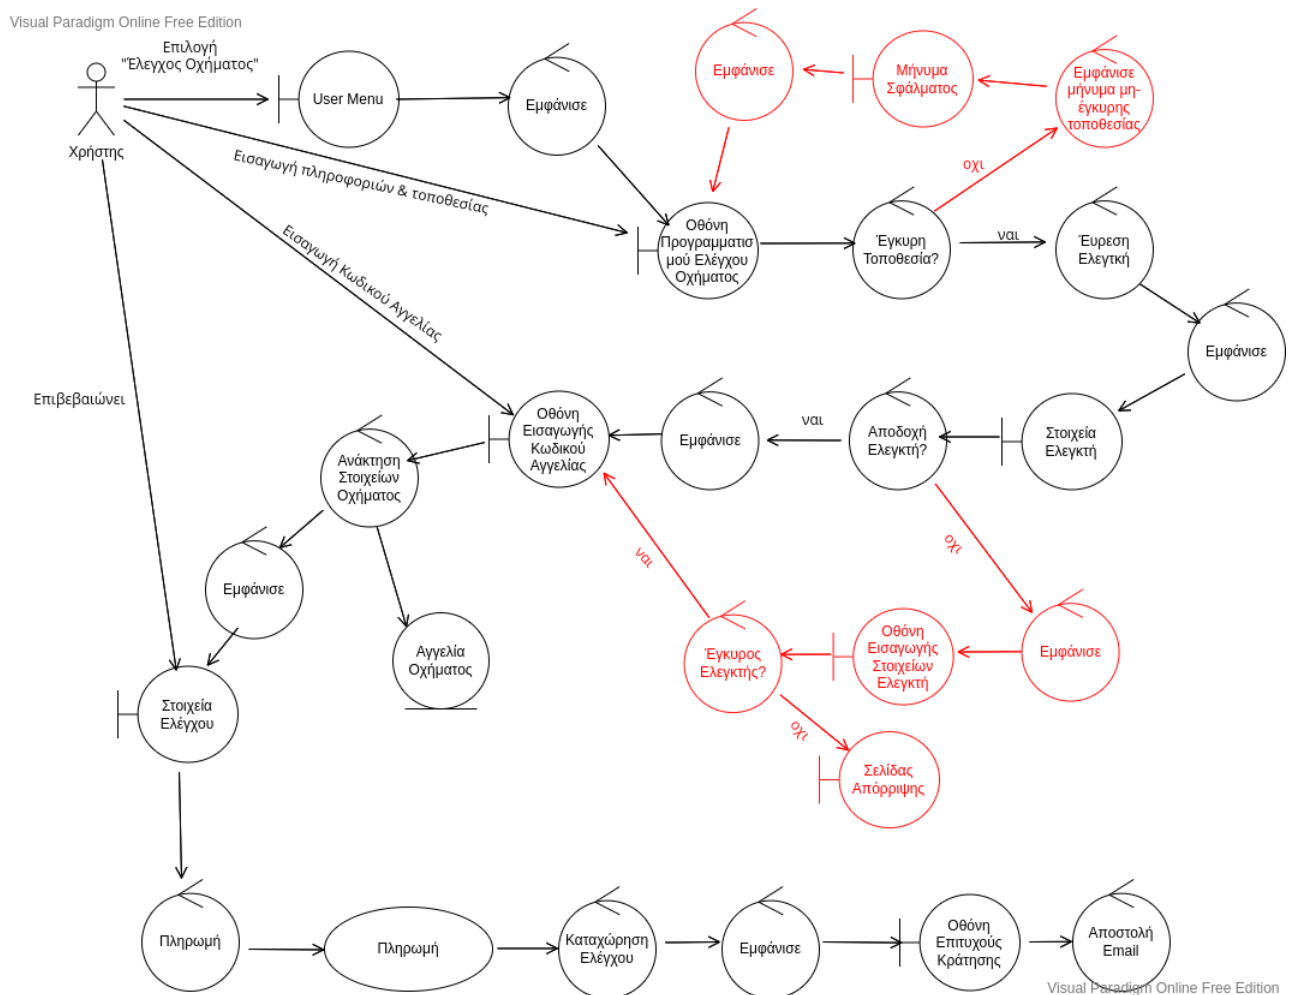 Visual Paradigm Online Free Edition
Επιλογή
"Έλεγχος Οχήματος"
User Menu
Εμφάνισε
Εμφάνισε
Μήνυμα
Σφάλματος
Εμφάνισε
μήνυμα μη-
έγκυρης
τοποθεσίας
Χρήστης
Εισαγωγή πληροφοριών & τοποθεσίας
οχι
Οθόνη
Προγραμματισ
μού Ελέγχου
Οχήματος
Έγκυρη
Τοποθεσία?
ναι
Έυρεση
Ελεγτκή
Εισαγωγή Κωδικού Αγγελίας
Εμφάνισε
Επιβεβαιώνει
Οθόνη
Εισαγωγής
Κωδικού
Αγγελίας
Εμφάνισε
ναι
Αποδοχή
Ελεγκτή?
Στοιχεία
Ελεγκτή
Ανάκτηση
Στοιχείων
Οχήματος
ναι
οχι
Εμφάνισε
Αγγελία
Οχήματος
Έγκυρος
Ελεγκτής?
Οθόνη
Εισαγωγής
Στοιχείων
Ελεγκτή
Εμφάνισε
Στοιχεία
Ελέγχου
οχι
Σελίδας
Απόρριψης
Πληρωμή
Πληρωμή
Καταχώρηση
Ελέγχου
Εμφάνισε
Οθόνη
Επιτυχούς
Κράτησης
Αποστολή
Email
Visual Paradigm Online Free Edition